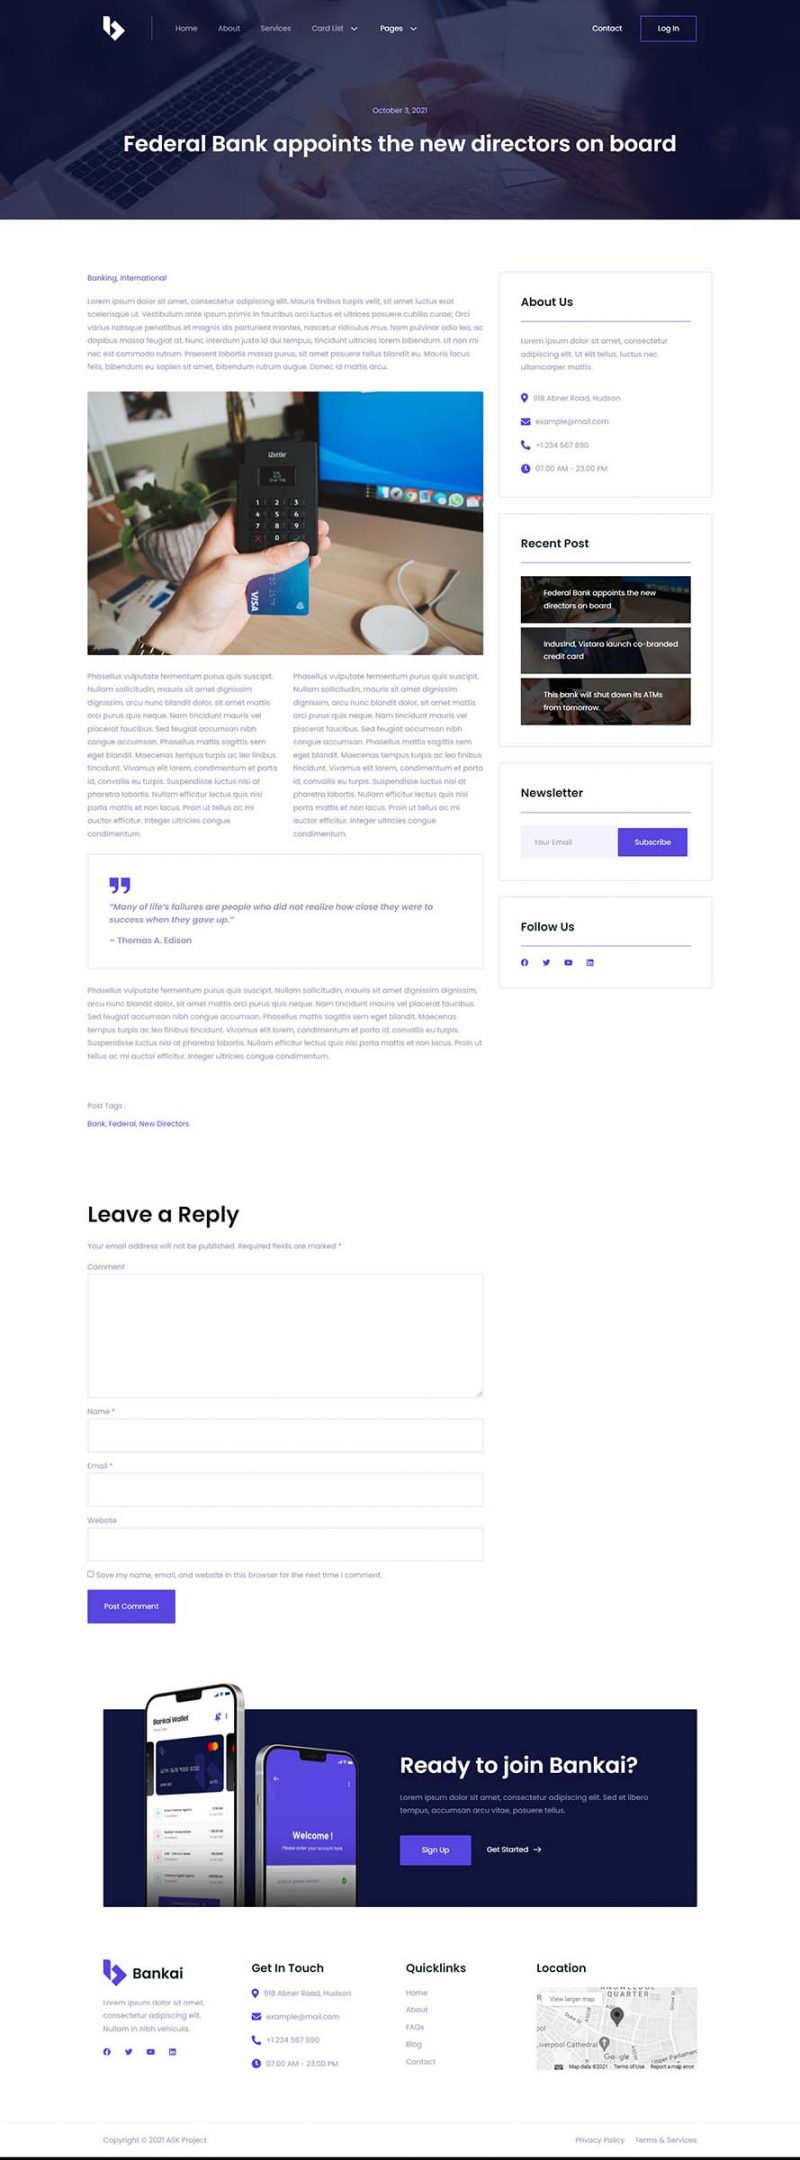 Home About Services Card List Pages Contact Log In
October 3, 2021
Federal Bank appoints the new directors on board
Banking, International
Lorem ipsum dolor sit amet, consectetur adipiscing elit. Mauris finibus turpis velit, sit amet luctus erat
scelerisque ut. Vestibulum ante ipsum primis in faucibus orci luctus et ultrices posuere cubilia curae; Orci
varius natoque penatibus et magnis dis parturient montes, nascetur ridiculus mus. Nam pulvinar odio leo, ac
dapibus massa feugiat at. Nunc interdum justo id dui tempus, tincidunt ultricies lorem bibendum. Ut non mi
nec est commodo rutrum. Praesent lobortis massa purus, sit amet posuere tellus blandit eu. Mauris lacus
felis, bibendum eu sapien sit amet, bibendum rutrum augue. Donec id mattis arcu.
iZettle
1 2 3
4 5 6
7 8 9
0
VISA
Phasellus vulputate fermentum purus quis suscipit.
Nullam sollicitudin, mauris sit amet dignissim
dignissim, arcu nunc blandit dolor, sit amet mattis
orci purus quis neque. Nam tincidunt mauris vel
placerat faucibus. Sed feugiat accumsan nibh
congue accumsan. Phasellus mattis sagittis sem
eget blandit. Maecenas tempus turpis ac leo finibus
tincidunt. Vivamus elit lorem, condimentum et porta
id, convallis eu turpis. Suspendisse luctus nisi at
pharetra lobortis. Nullam efficitur lectus quis nisi
porta mattis et non lacus. Proin ut tellus ac mi
auctor efficitur. Integer ultricies congue
condimentum.
Phasellus vulputate fermentum purus quis suscipit.
Nullam sollicitudin, mauris sit amet dignissim
dignissim, arcu nunc blandit dolor, sit amet mattis
orci purus quis neque. Nam tincidunt mauris vel
placerat faucibus. Sed feugiat accumsan nibh
congue accumsan. Phasellus mattis sagittis sem
eget blandit. Maecenas tempus turpis ac leo finibus
tincidunt. Vivamus elit lorem, condimentum et porta
id, convallis eu turpis. Suspendisse luctus nisi at
pharetra lobortis. Nullam efficitur lectus quis nisi
porta mattis et non lacus. Proin ut tellus ac mi
auctor efficitur. Integer ultricies congue
condimentum.
"Many of life's failures are people who did not realize how close they were to
success when they gave up."
– Thomas A. Edison
Phasellus vulputate fermentum purus quis suscipit. Nullam sollicitudin, mauris sit amet dignissim dignissim,
arcu nunc blandit dolor, sit amet mattis orci purus quis neque. Nam tincidunt mauris vel placerat faucibus.
Sed feugiat accumsan nibh congue accumsan. Phasellus mattis sagittis sem eget blandit. Maecenas
tempus turpis ac leo finibus tincidunt. Vivamus elit lorem, condimentum et porta id, convallis eu turpis.
Suspendisse luctus nisi at pharetra lobortis. Nullam efficitur lectus quis nisi porta mattis et non lacus. Proin ut
tellus ac mi auctor efficitur. Integer ultricies congue condimentum.
Post Tags :
Bank, Federal, New Directors
About Us
Lorem ipsum dolor sit amet, consectetur
adipiscing elit. Ut elit tellus, luctus nec
ullamcorper mattis.
918 Abner Road, Hudson
example@mail.com
+1 234 567 890
07.00 AM - 23.00 PM
Recent Post
Federal Bank appoints the new
directors on board
IndusInd, Vistara launch co-branded
credit card
This bank will shut down its ATMs
from tomorrow.
Newsletter
Your Email Subscribe
Follow Us
Leave a Reply
Your email address will not be published. Required fields are marked *
Comment
Name *
Email *
Website
Save my name, email, and website in this browser for the next time I comment.
Post Comment
Bankai Wallet
Welcome !
Please enter your account here
Ready to join Bankai?
Lorem ipsum dolor sit amet, consectetur adipiscing elit. Sed et libero
tempus, accumsan arcu vitae, posuere tellus.
Sign Up Get Started
Bankai
Lorem ipsum dolor sit amet,
consectetur adipiscing elit.
Nullam in nibh vehicula.
Get In Touch
918 Abner Road, Hudson
example@mail.com
+1 234 567 890
07.00 AM - 23.00 PM
Quicklinks
Home
About
FAQs
Blog
Contact
Location
KNOWLEDGE
QUARTER
View larger map
Duke St
Grove St
Liverpool Cathedral
Upper Parliament
Google
Map data ©2021 Terms of Use Report a map error
Copyright © 2021 ASK Project
Privacy Policy Terms & Services